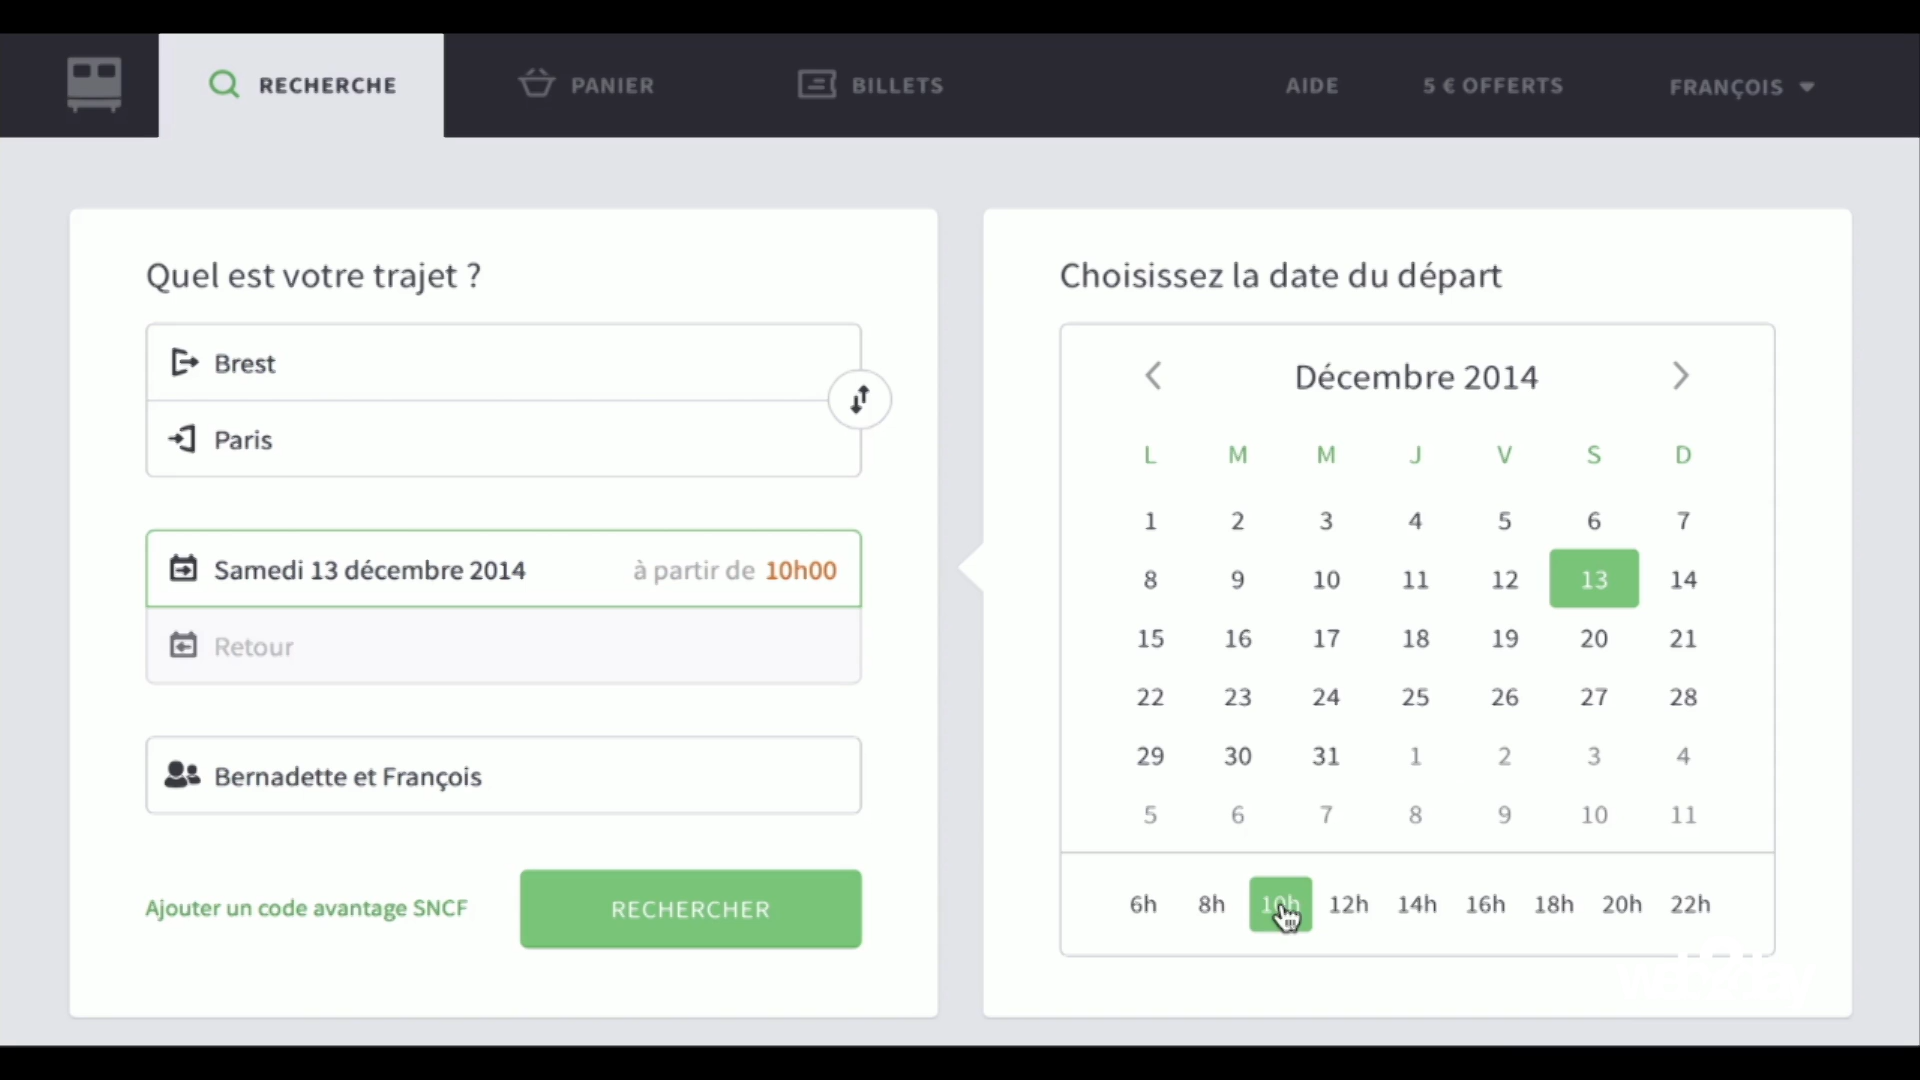 RECHERCHE
PANIER
BILLETS
AIDE
5 € OFFERTS
FRANÇOIS
Quel est votre trajet ?
Brest
Paris
Samedi 13 décembre 2014 à partir de 10h00
Retour
Bernadette et François
Ajouter un code avantage SNCF
RECHERCHER
Choisissez la date du départ
Décembre 2014
L M M J V S D
1 2 3 4 5 6 7
8 9 10 11 12 13 14
15 16 17 18 19 20 21
22 23 24 25 26 27 28
29 30 31 1 2 3 4
5 6 7 8 9 10 11
6h 8h 10h 12h 14h 16h 18h 20h 22h